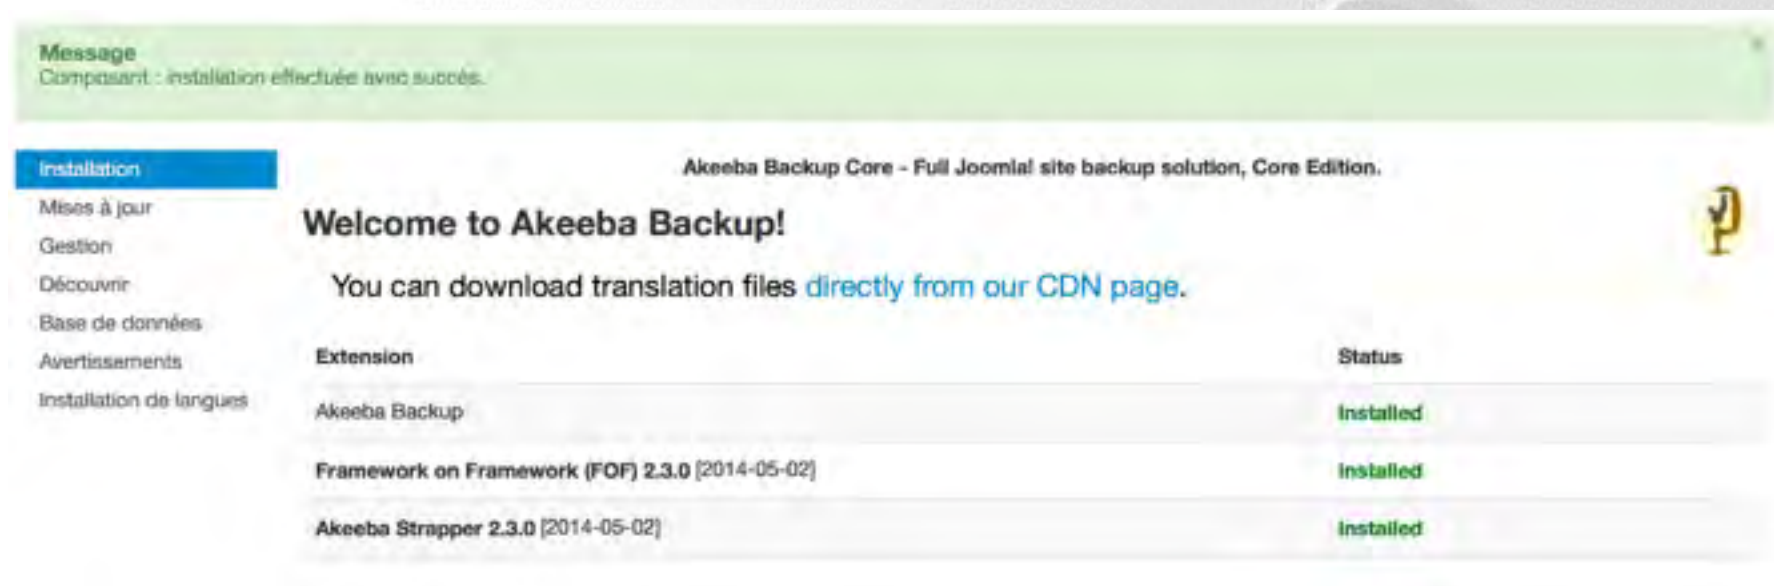 Message
Composant : installation effectuée avec succès.
Installation
Mises à jour
Gestion
Découvrir
Base de données
Avertissements
Installation de langues
Akeeba Backup Core - Full Joomla! site backup solution, Core Edition.
Welcome to Akeeba Backup!
You can download translation files directly from our CDN page.
Extension Status
Akeeba Backup Installed
Framework on Framework (FOF) 2.3.0 [2014-05-02] Installed
Akeeba Strapper 2.3.0 [2014-05-02] Installed